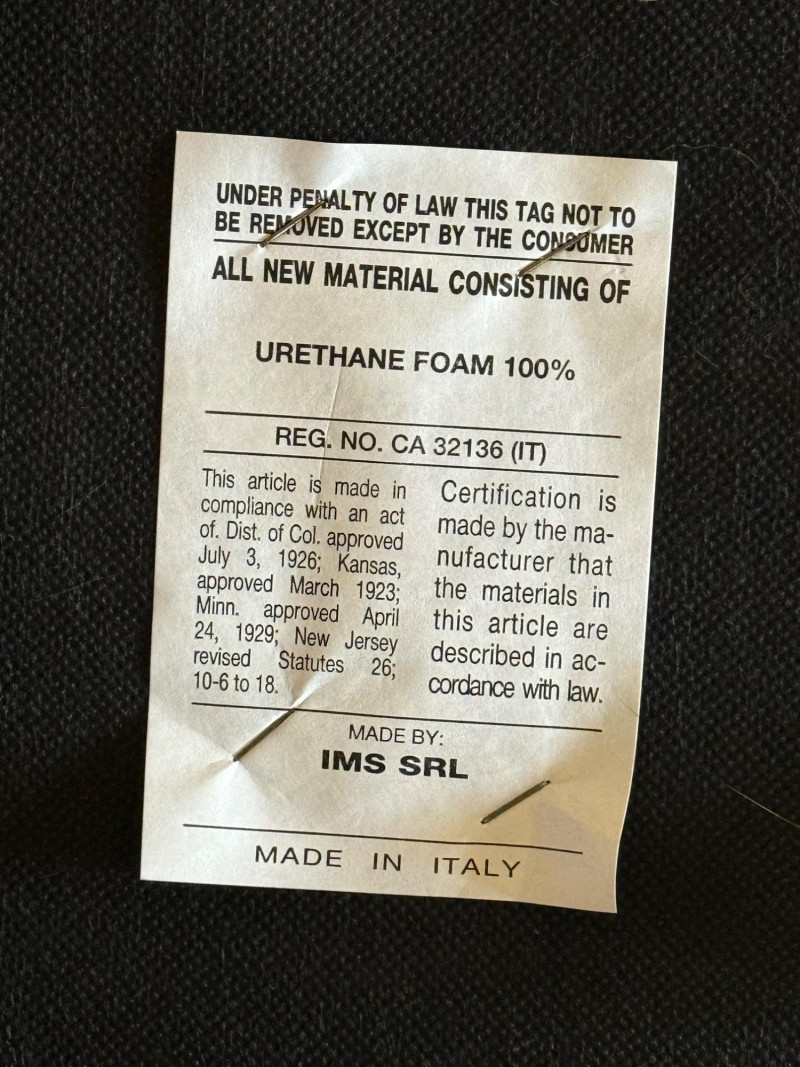 UNDER PENALTY OF LAW THIS TAG NOT TO
BE REMOVED EXCEPT BY THE CONSUMER
ALL NEW MATERIAL CONSISTING OF
URETHANE FOAM 100%
REG. NO. CA 32136 (IT)
This article is made in
compliance with an act
of. Dist. of Col. approved
July 3, 1926; Kansas,
approved March 1923;
Minn. approved April
24, 1929; New Jersey
revised Statutes 26;
10-6 to 18.
Certification is
made by the ma-
nufacturer that
the materials in
this article are
described in ac-
cordance with law.
MADE BY:
IMS SRL
MADE IN ITALY